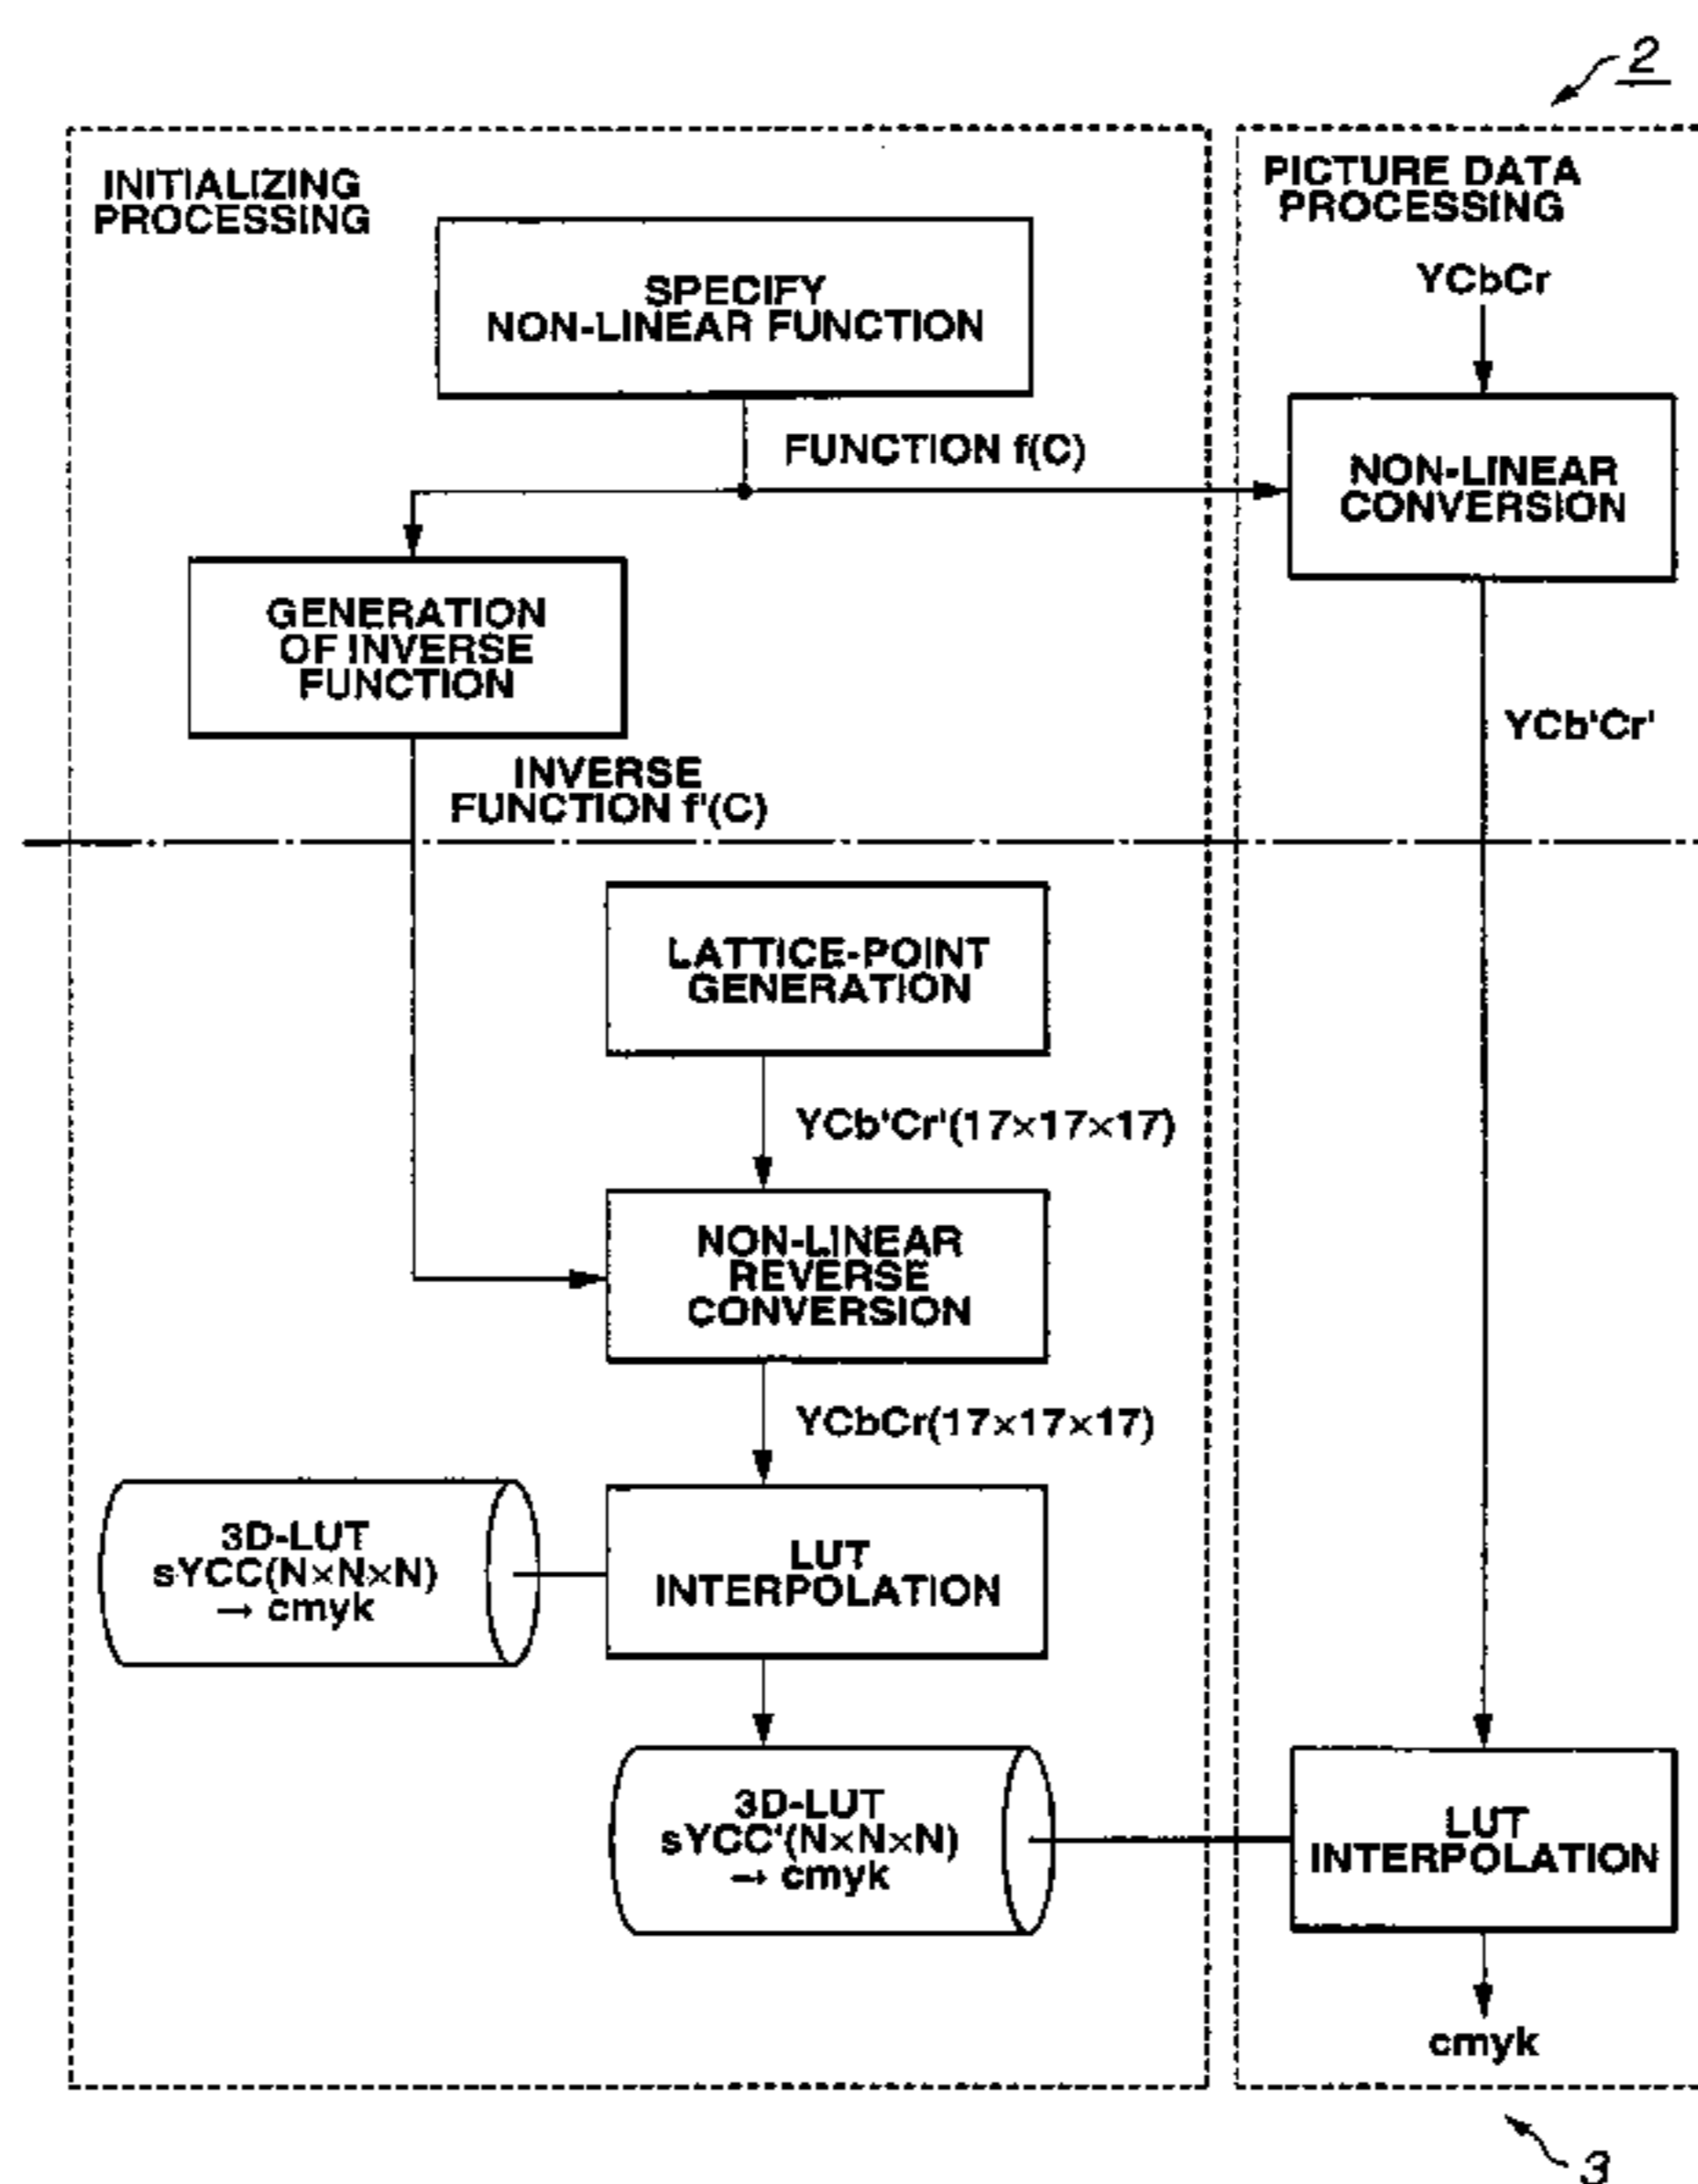 2
INITIALIZING
PROCESSING
PICTURE DATA
PROCESSING
SPECIFY
NON-LINEAR FUNCTION
YCbCr
FUNCTION f(C)
NON-LINEAR
CONVERSION
GENERATION
OF INVERSE
FUNCTION
YCb'Cr'
INVERSE
FUNCTION f'(C)
LATTICE-POINT
GENERATION
YCb'Cr'(17×17×17)
NON-LINEAR
REVERSE
CONVERSION
YCbCr(17×17×17)
3D-LUT
sYCC(N×N×N)
→ cmyk
LUT
INTERPOLATION
3D-LUT
sYCC'(N×N×N)
→ cmyk
LUT
INTERPOLATION
cmyk
3